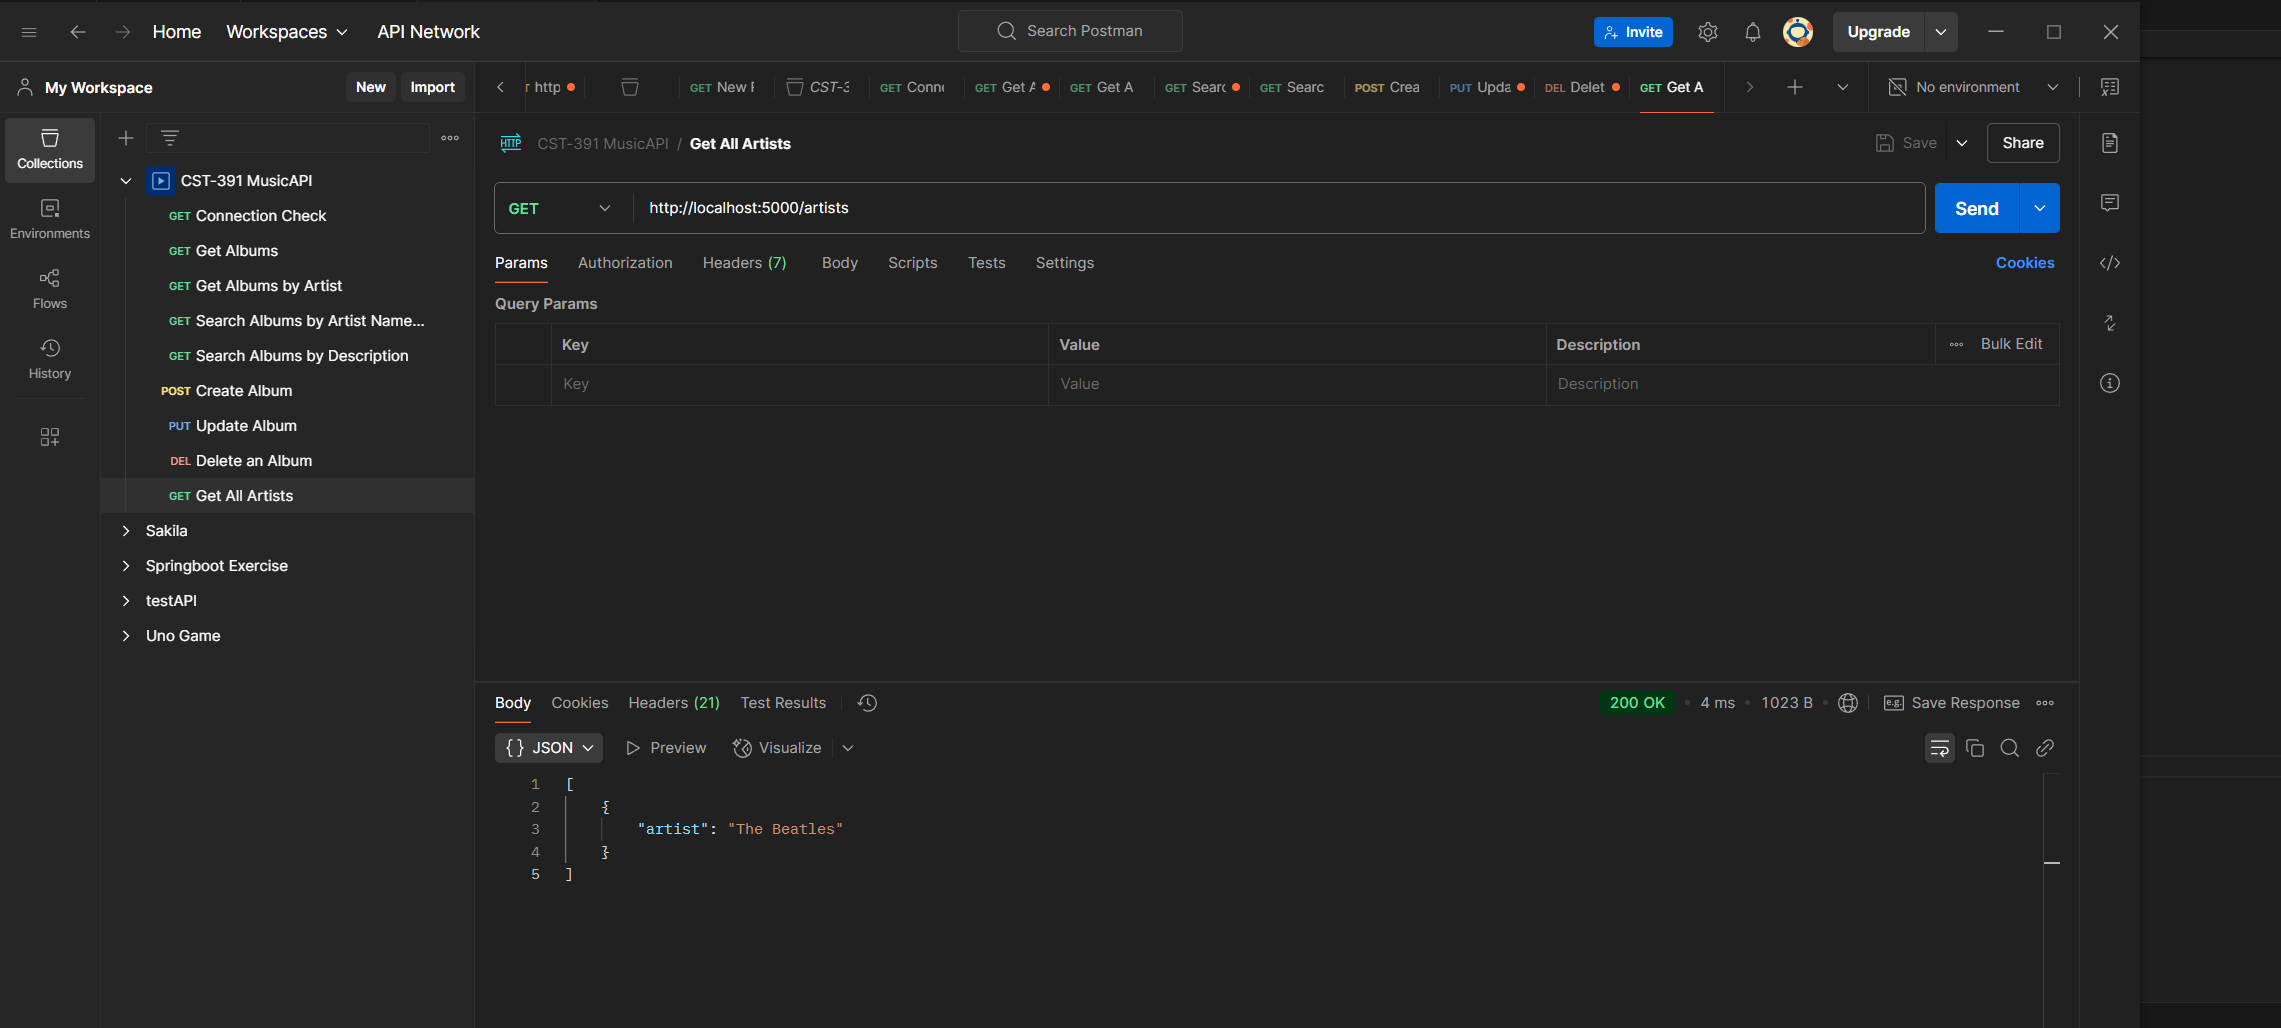 Home Workspaces API Network Search Postman Invite Upgrade
My Workspace New Import
http GET New CST-3 GET Conn GET Get A GET Get A GET Searc GET Searc POST Crea PUT Upda DEL Delet GET Get A No environment
Collections
Environments
Flows
History
CST-391 MusicAPI
GET Connection Check
GET Get Albums
GET Get Albums by Artist
GET Search Albums by Artist Name...
GET Search Albums by Description
POST Create Album
PUT Update Album
DEL Delete an Album
GET Get All Artists
Sakila
Springboot Exercise
testAPI
Uno Game
HTTP CST-391 MusicAPI / Get All Artists Save Share
GET http://localhost:5000/artists Send
Params Authorization Headers (7) Body Scripts Tests Settings Cookies
Query Params
Key Value Description Bulk Edit
Key Value Description
Body Cookies Headers (21) Test Results 200 OK • 4 ms • 1023 B • e.g. Save Response
{} JSON Preview Visualize
1 [
2 {
3 "artist": "The Beatles"
4 }
5 ]